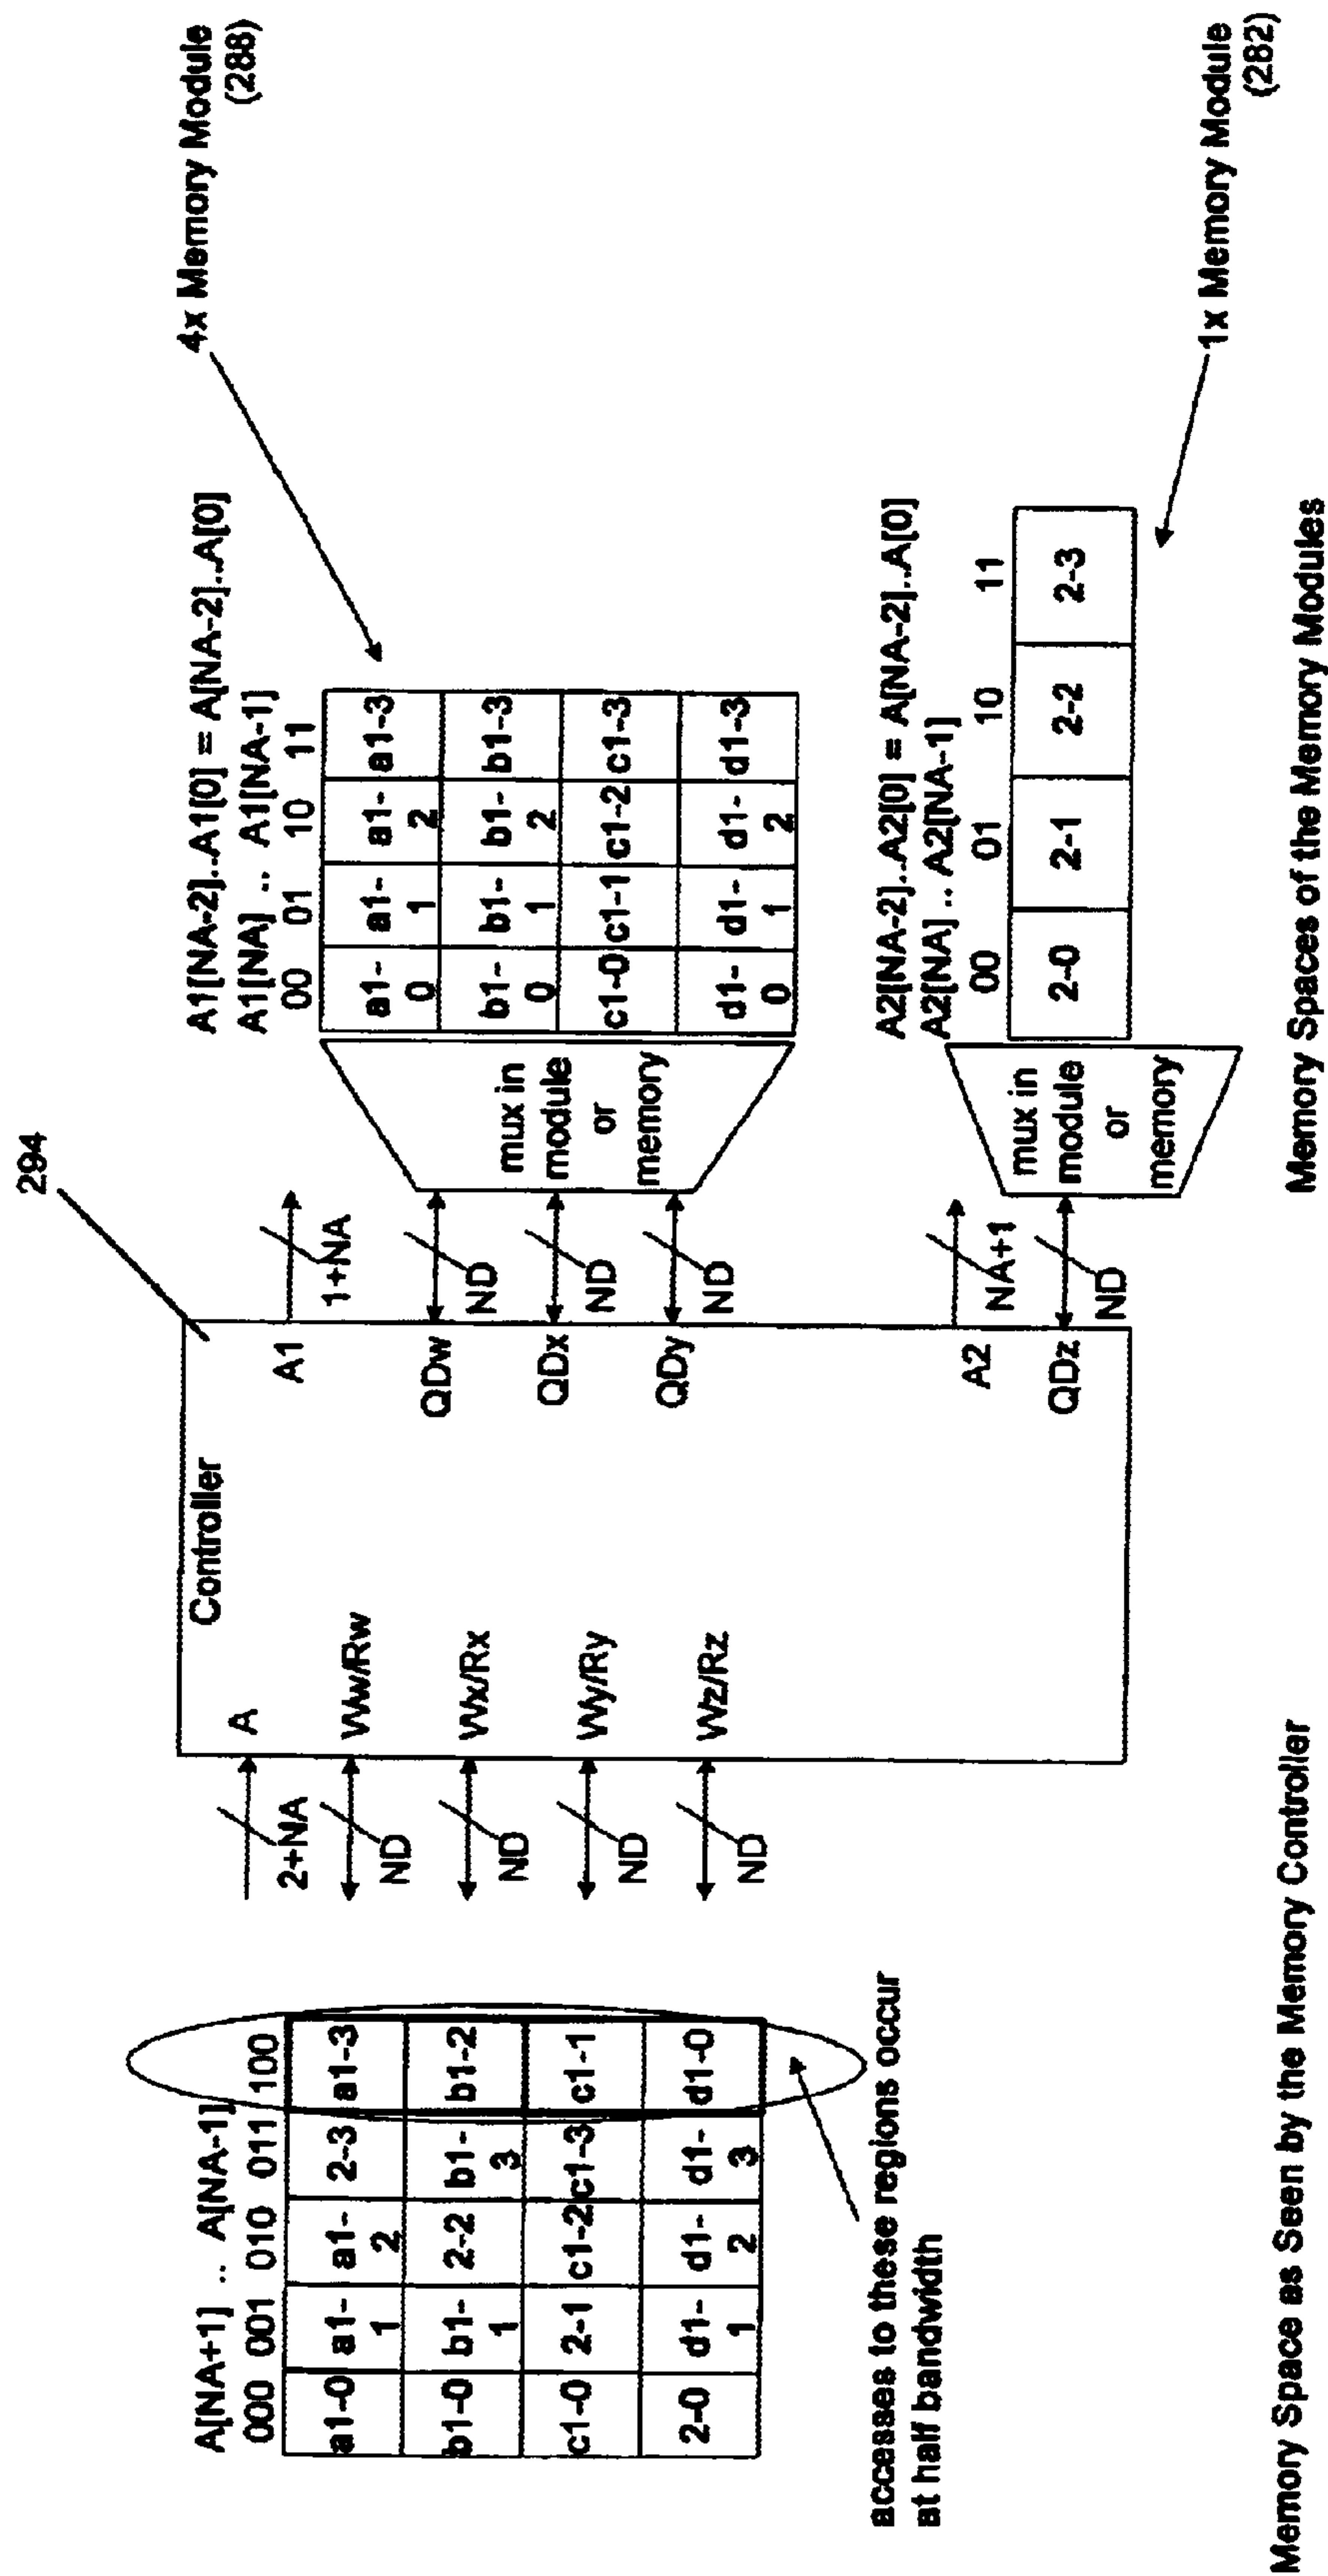 A[NA+1] .. A[NA-1]
000 001 010 011 100
a1-0 a1-1 a1-2 2-3 a1-3
b1-0 b1-1 2-2 b1-3 b1-2
c1-0 2-1 c1-2 c1-3 c1-1
2-0 d1-1 d1-2 d1-3 d1-0
accesses to these regions occur
at half bandwidth
Memory Space as Seen by the Memory Controller
294
Controller
A
2+NA
Ww/Rw
ND
Wx/Rx
ND
Wy/Ry
ND
Wz/Rz
ND
A1
1+NA
QDw
ND
QDx
ND
QDy
ND
A2
NA+1
QDz
ND
mux in
module
or
memory
A1[NA-2]..A1[0] = A[NA-2]..A[0]
A1[NA] .. A1[NA-1]
00 01 10 11
a1-0 a1-1 a1-2 a1-3
b1-0 b1-1 b1-2 b1-3
c1-0 c1-1 c1-2 c1-3
d1-0 d1-1 d1-2 d1-3
4x Memory Module
(288)
mux in
module
or
memory
A2[NA-2]..A2[0] = A[NA-2]..A[0]
A2[NA] .. A2[NA-1]
00 01 10 11
2-0 2-1 2-2 2-3
1x Memory Module
(282)
Memory Spaces of the Memory Modules